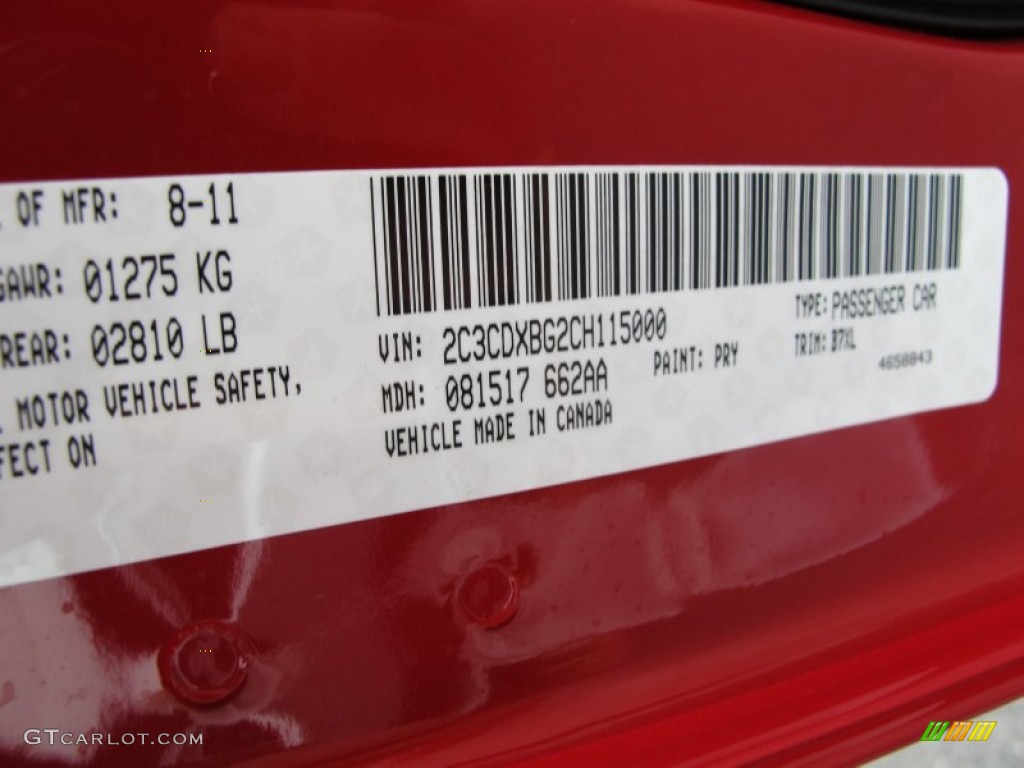 OF MFR: 8-11
GAWR: 01275 KG
REAR: 02810 LB
MOTOR VEHICLE SAFETY,
FECT ON
VIN: 2C3CDXBG2CH115000
TYPE: PASSENGER CAR
MDH: 081517 662AA
PAINT: PRY
TRIM: B7XL
4658843
VEHICLE MADE IN CANADA
GTCARLOT.COM